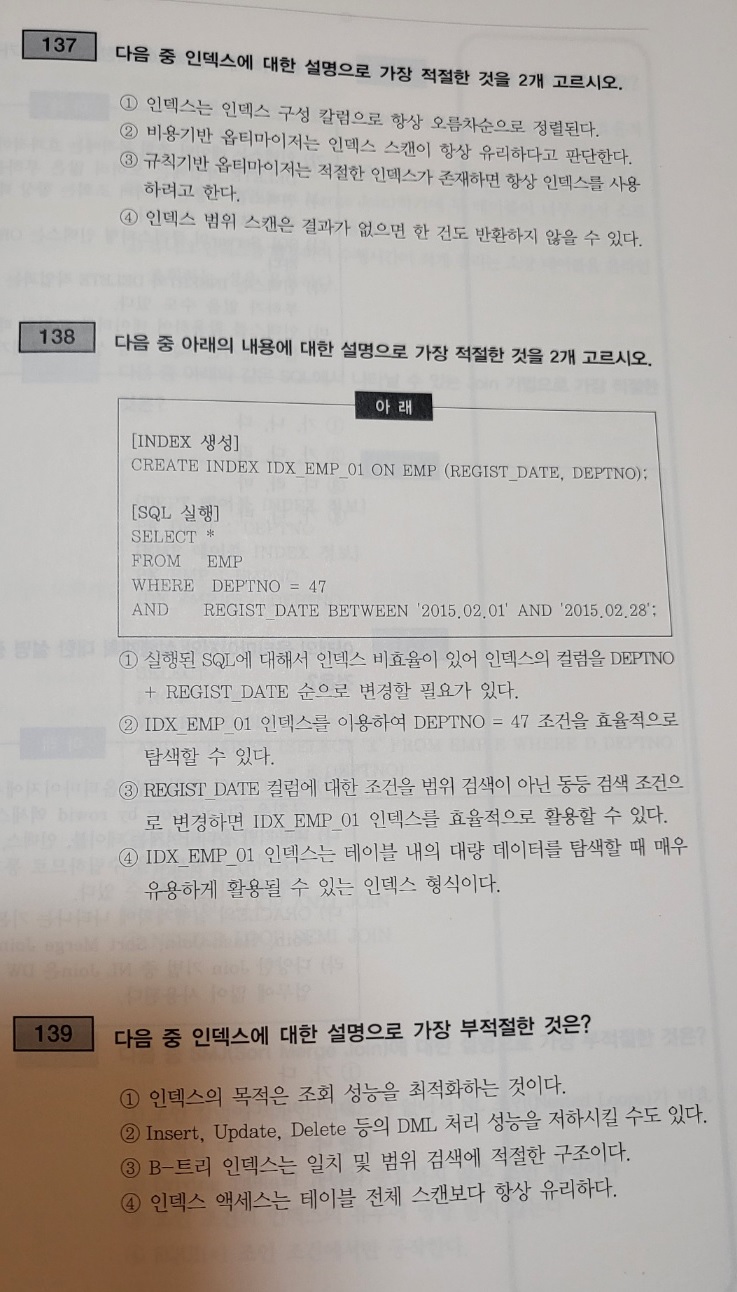 137 다음 중 인덱스에 대한 설명으로 가장 적절한 것을 2개 고르시오.
① 인덱스는 인덱스 구성 칼럼으로 항상 오름차순으로 정렬된다.
② 비용기반 옵티마이저는 인덱스 스캔이 항상 유리하다고 판단한다.
③ 규칙기반 옵티마이저는 적절한 인덱스가 존재하면 항상 인덱스를 사용
하려고 한다.
④ 인덱스 범위 스캔은 결과가 없으면 한 건도 반환하지 않을 수 있다.
138 다음 중 아래의 내용에 대한 설명으로 가장 적절한 것을 2개 고르시오.
아 래
[INDEX 생성]
CREATE INDEX IDX_EMP_01 ON EMP (REGIST_DATE, DEPTNO);
[SQL 실행]
SELECT *
FROM EMP
WHERE DEPTNO = 47
AND REGIST_DATE BETWEEN '2015.02.01' AND '2015.02.28';
① 실행된 SQL에 대해서 인덱스 비효율이 있어 인덱스의 컬럼을 DEPTNO
+ REGIST_DATE 순으로 변경할 필요가 있다.
② IDX_EMP_01 인덱스를 이용하여 DEPTNO = 47 조건을 효율적으로
탐색할 수 있다.
③ REGIST_DATE 컬럼에 대한 조건을 범위 검색이 아닌 동등 검색 조건으
로 변경하면 IDX_EMP_01 인덱스를 효율적으로 활용할 수 있다.
④ IDX_EMP_01 인덱스는 테이블 내의 대량 데이터를 탐색할 때 매우
유용하게 활용될 수 있는 인덱스 형식이다.
139 다음 중 인덱스에 대한 설명으로 가장 부적절한 것은?
① 인덱스의 목적은 조회 성능을 최적화하는 것이다.
② Insert, Update, Delete 등의 DML 처리 성능을 저하시킬 수도 있다.
③ B-트리 인덱스는 일치 및 범위 검색에 적절한 구조이다.
④ 인덱스 액세스는 테이블 전체 스캔보다 항상 유리하다.